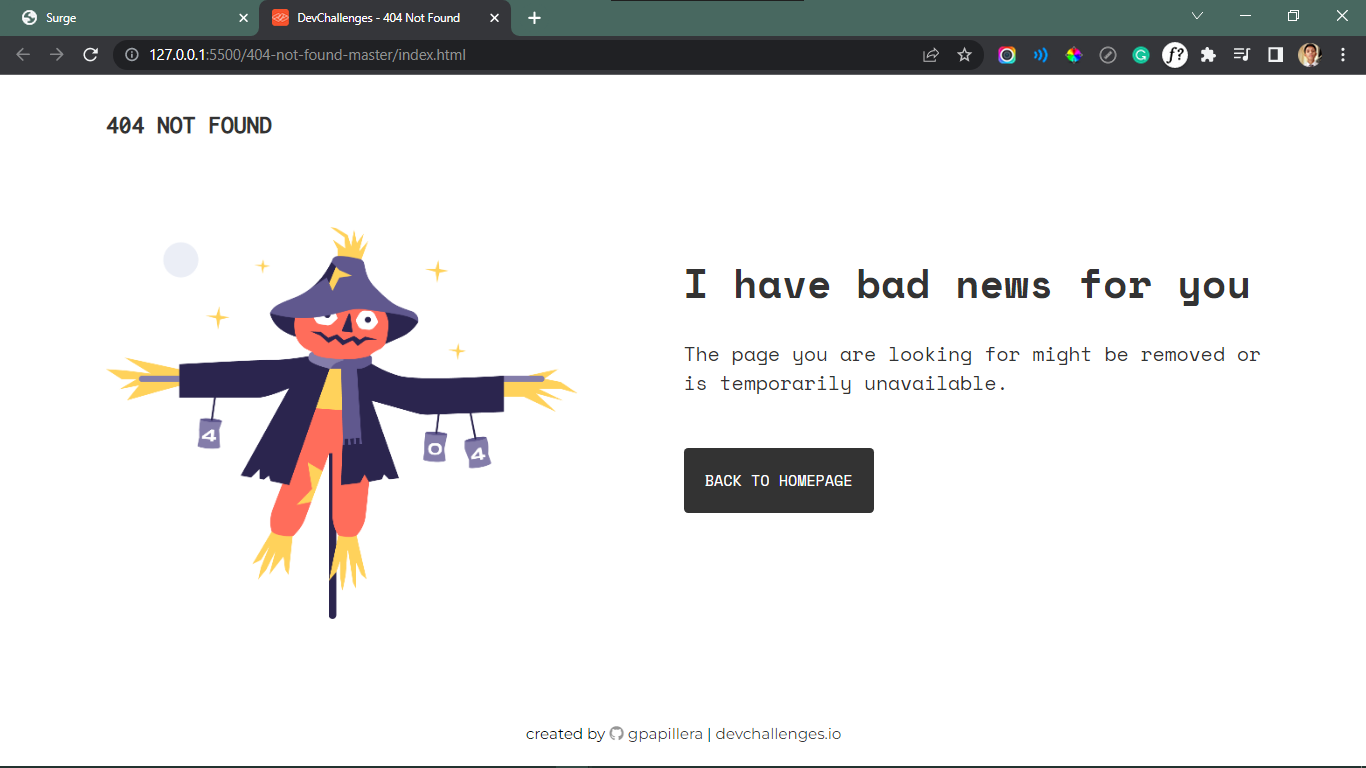 Surge
DevChallenges - 404 Not Found
127.0.0.1:5500/404-not-found-master/index.html
f?
404 NOT FOUND
I have bad news for you
The page you are looking for might be removed or
is temporarily unavailable.
4
0
4
BACK TO HOMEPAGE
created by gpapillera | devchallenges.io